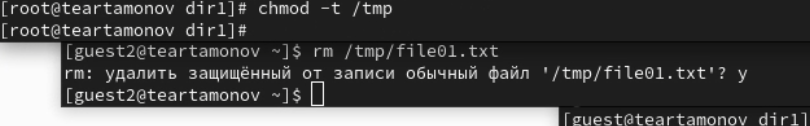 [root@teartamonov dir1]# chmod -t /tmp
[root@teartamonov dir1]#
[guest2@teartamonov ~]$ rm /tmp/file01.txt
rm: удалить защищённый от записи обычный файл '/tmp/file01.txt'? y
[guest2@teartamonov ~]$
[guest@teartamonov dir1]